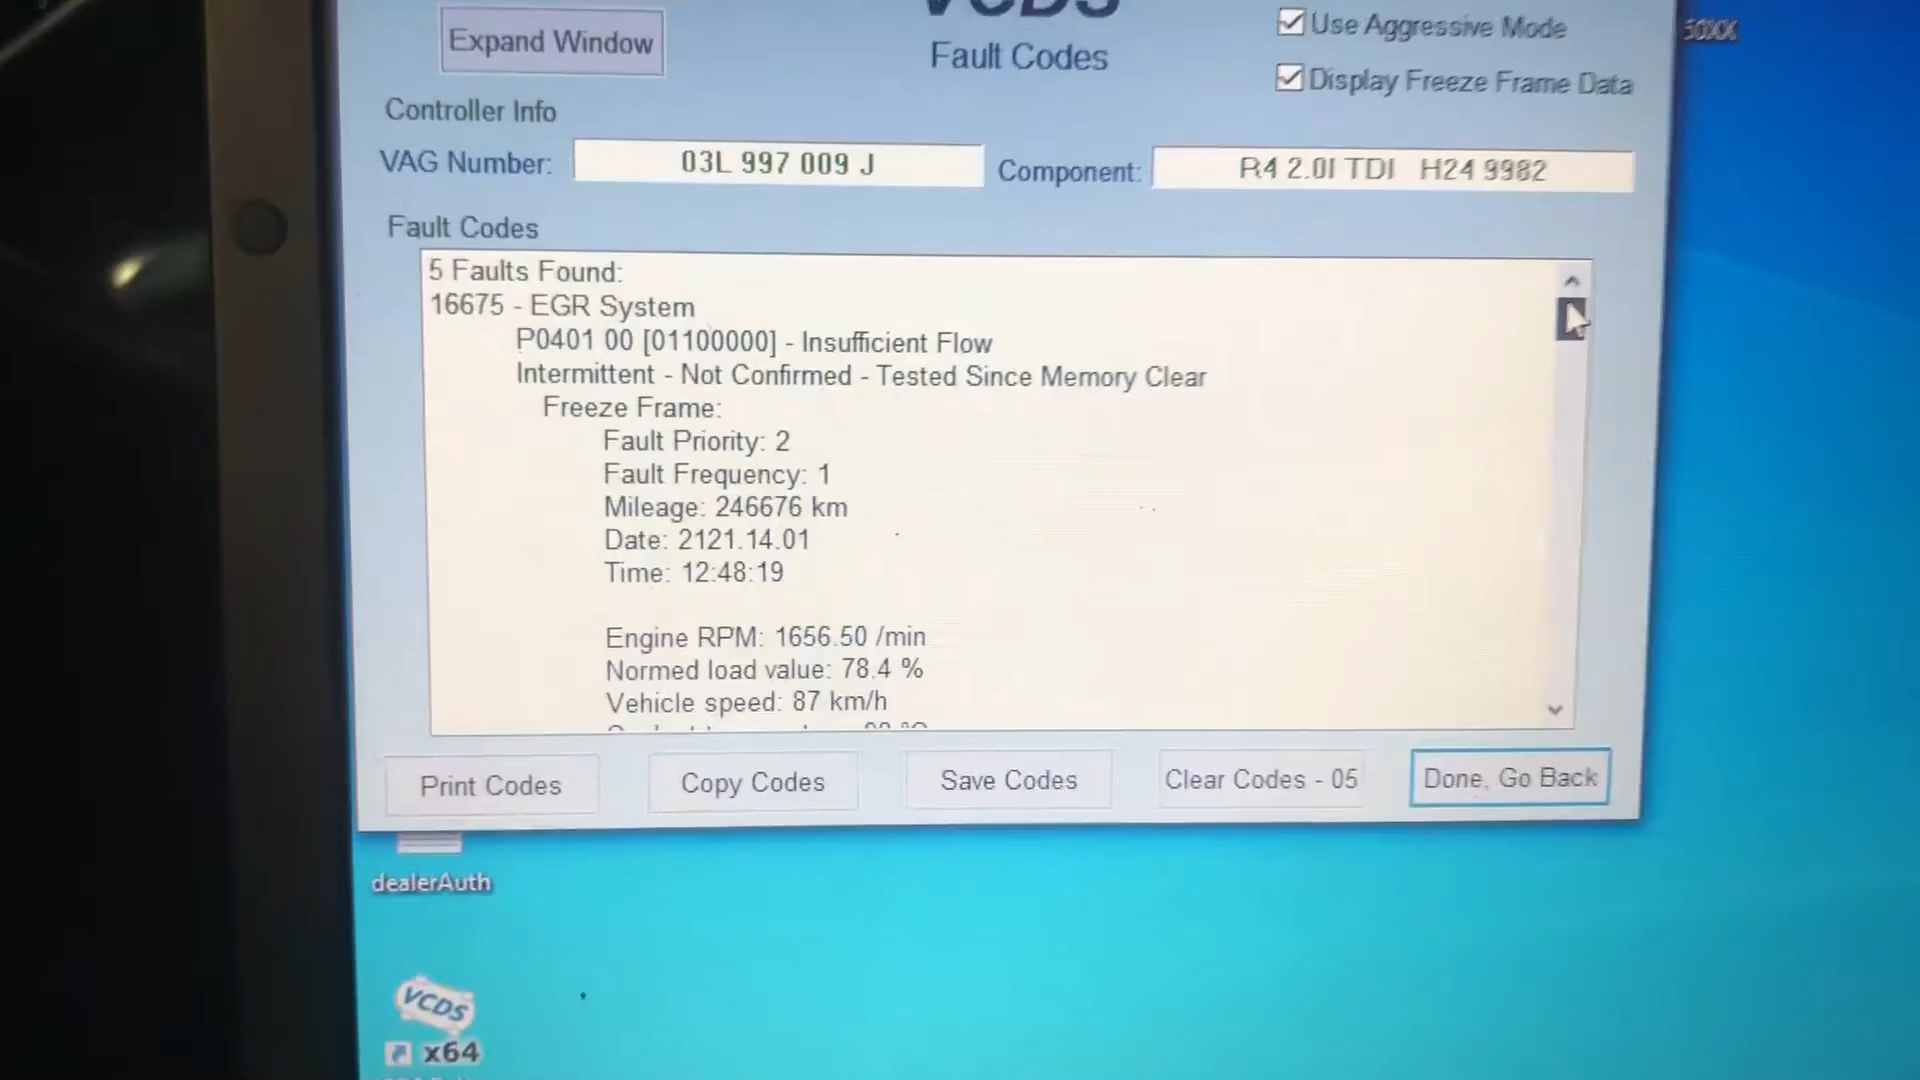 VCDS
Expand Window
Fault Codes
Use Aggressive Mode
Display Freeze Frame Data
Controller Info
VAG Number: 03L 997 009 J
Component: R4 2.0l TDI H24 9982
Fault Codes
5 Faults Found:
16675 - EGR System
P0401 00 [01100000] - Insufficient Flow
Intermittent - Not Confirmed - Tested Since Memory Clear
Freeze Frame:
Fault Priority: 2
Fault Frequency: 1
Mileage: 246676 km
Date: 2121.14.01
Time: 12:48:19
Engine RPM: 1656.50 /min
Normed load value: 78.4 %
Vehicle speed: 87 km/h
Print Codes
Copy Codes
Save Codes
Clear Codes - 05
Done, Go Back
dealerAuth
VCDS
x64